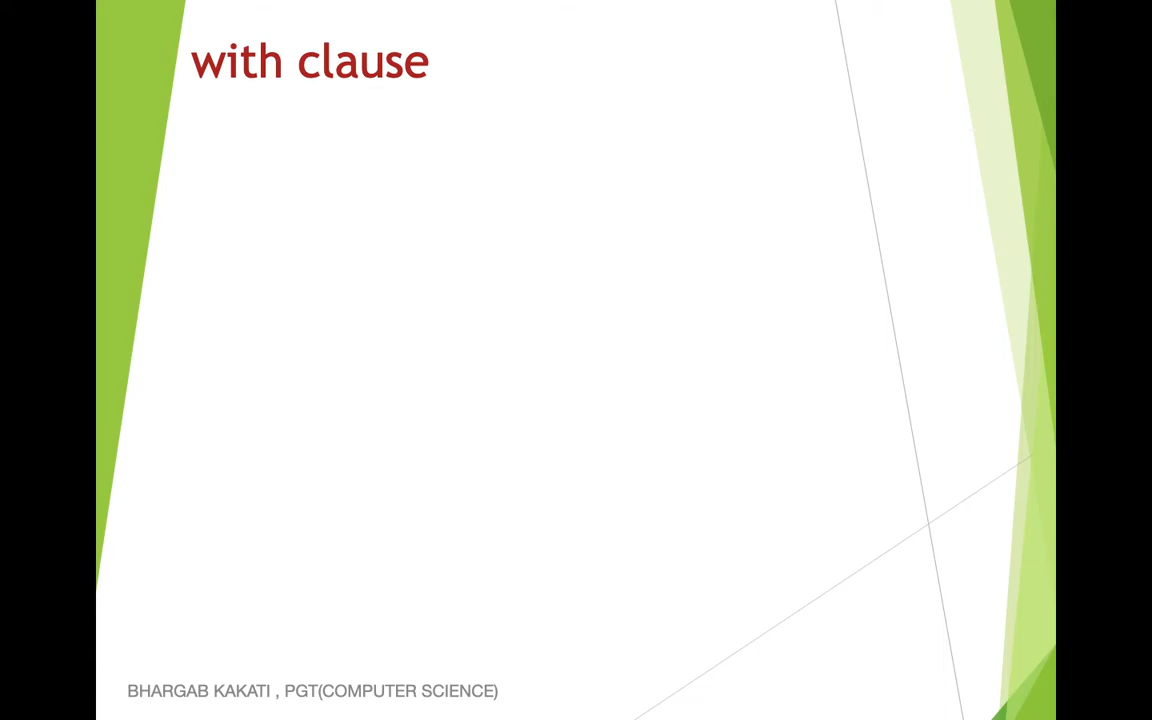 with clause
BHARGAB KAKATI , PGT(COMPUTER SCIENCE)